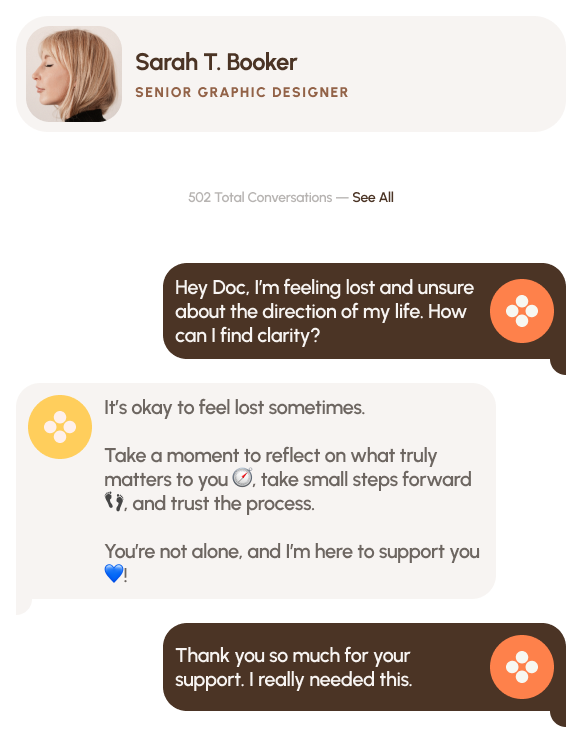 Sarah T. Booker
SENIOR GRAPHIC DESIGNER
502 Total Conversations — See All
Hey Doc, I’m feeling lost and unsure
about the direction of my life. How
can I find clarity?
It’s okay to feel lost sometimes.
Take a moment to reflect on what truly
matters to you 🧭, take small steps forward
👣, and trust the process.
You’re not alone, and I’m here to support you
💙!
Thank you so much for your
support. I really needed this.